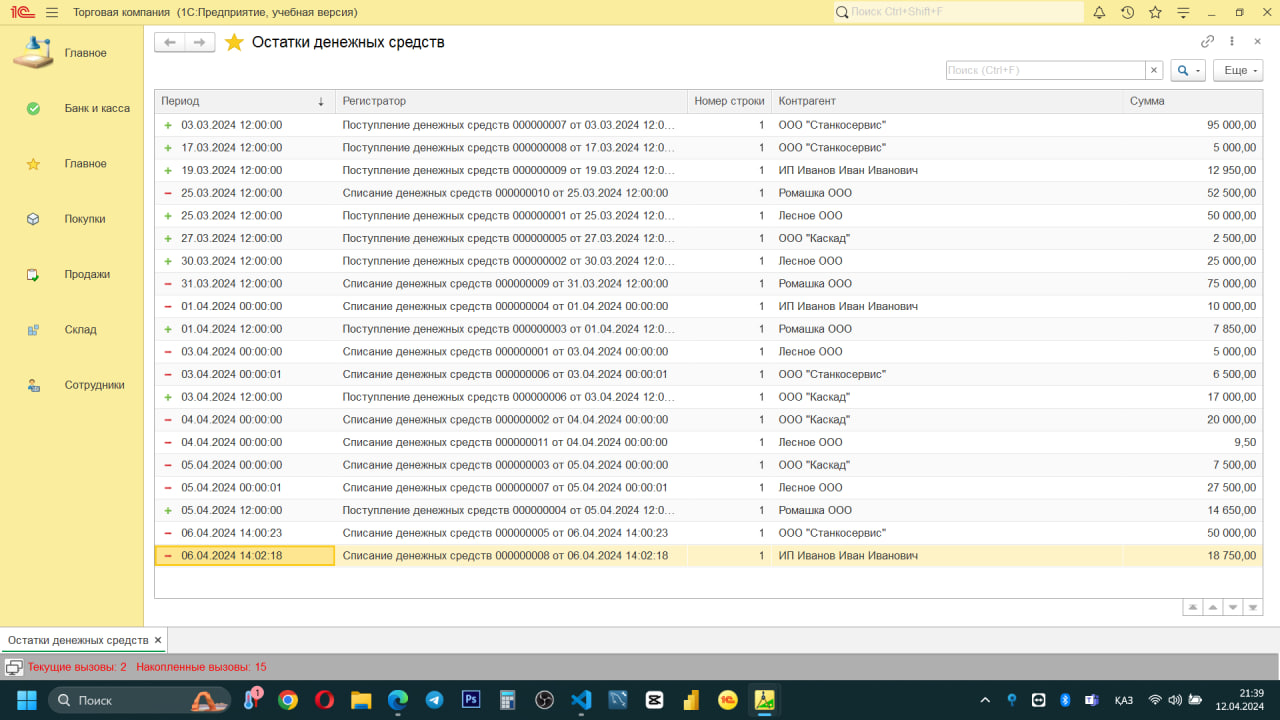 1С Торговая компания (1С:Предприятие, учебная версия) Поиск Ctrl+Shift+F
Главное
Банк и касса
Главное
Покупки
Продажи
Склад
Сотрудники
Остатки денежных средств
Поиск (Ctrl+F) × Еще
Период ↓ Регистратор Номер строки Контрагент Сумма
+ 03.03.2024 12:00:00 Поступление денежных средств 000000007 от 03.03.2024 12:0... 1 ООО "Станкосервис" 95 000,00
+ 17.03.2024 12:00:00 Поступление денежных средств 000000008 от 17.03.2024 12:0... 1 ООО "Станкосервис" 5 000,00
+ 19.03.2024 12:00:00 Поступление денежных средств 000000009 от 19.03.2024 12:0... 1 ИП Иванов Иван Иванович 12 950,00
− 25.03.2024 12:00:00 Списание денежных средств 000000010 от 25.03.2024 12:00:00 1 Ромашка ООО 52 500,00
+ 25.03.2024 12:00:00 Поступление денежных средств 000000001 от 25.03.2024 12:0... 1 Лесное ООО 50 000,00
+ 27.03.2024 12:00:00 Поступление денежных средств 000000005 от 27.03.2024 12:0... 1 ООО "Каскад" 2 500,00
+ 30.03.2024 12:00:00 Поступление денежных средств 000000002 от 30.03.2024 12:0... 1 Лесное ООО 25 000,00
− 31.03.2024 12:00:00 Списание денежных средств 000000009 от 31.03.2024 12:00:00 1 Ромашка ООО 75 000,00
− 01.04.2024 00:00:00 Списание денежных средств 000000004 от 01.04.2024 00:00:00 1 ИП Иванов Иван Иванович 10 000,00
+ 01.04.2024 12:00:00 Поступление денежных средств 000000003 от 01.04.2024 12:0... 1 Ромашка ООО 7 850,00
− 03.04.2024 00:00:00 Списание денежных средств 000000001 от 03.04.2024 00:00:00 1 Лесное ООО 5 000,00
− 03.04.2024 00:00:01 Списание денежных средств 000000006 от 03.04.2024 00:00:01 1 ООО "Станкосервис" 6 500,00
+ 03.04.2024 12:00:00 Поступление денежных средств 000000006 от 03.04.2024 12:0... 1 ООО "Каскад" 17 000,00
− 04.04.2024 00:00:00 Списание денежных средств 000000002 от 04.04.2024 00:00:00 1 ООО "Каскад" 20 000,00
− 04.04.2024 00:00:00 Списание денежных средств 000000011 от 04.04.2024 00:00:00 1 Лесное ООО 9,50
− 05.04.2024 00:00:00 Списание денежных средств 000000003 от 05.04.2024 00:00:00 1 ООО "Каскад" 7 500,00
− 05.04.2024 00:00:01 Списание денежных средств 000000007 от 05.04.2024 00:00:01 1 Лесное ООО 27 500,00
+ 05.04.2024 12:00:00 Поступление денежных средств 000000004 от 05.04.2024 12:0... 1 Ромашка ООО 14 650,00
− 06.04.2024 14:00:23 Списание денежных средств 000000005 от 06.04.2024 14:00:23 1 ООО "Станкосервис" 50 000,00
− 06.04.2024 14:02:18 Списание денежных средств 000000008 от 06.04.2024 14:02:18 1 ИП Иванов Иван Иванович 18 750,00
Остатки денежных средств ×
Текущие вызовы: 2 Накопленные вызовы: 15
Поиск 1 Ps 1С ҚАЗ 21:39
12.04.2024